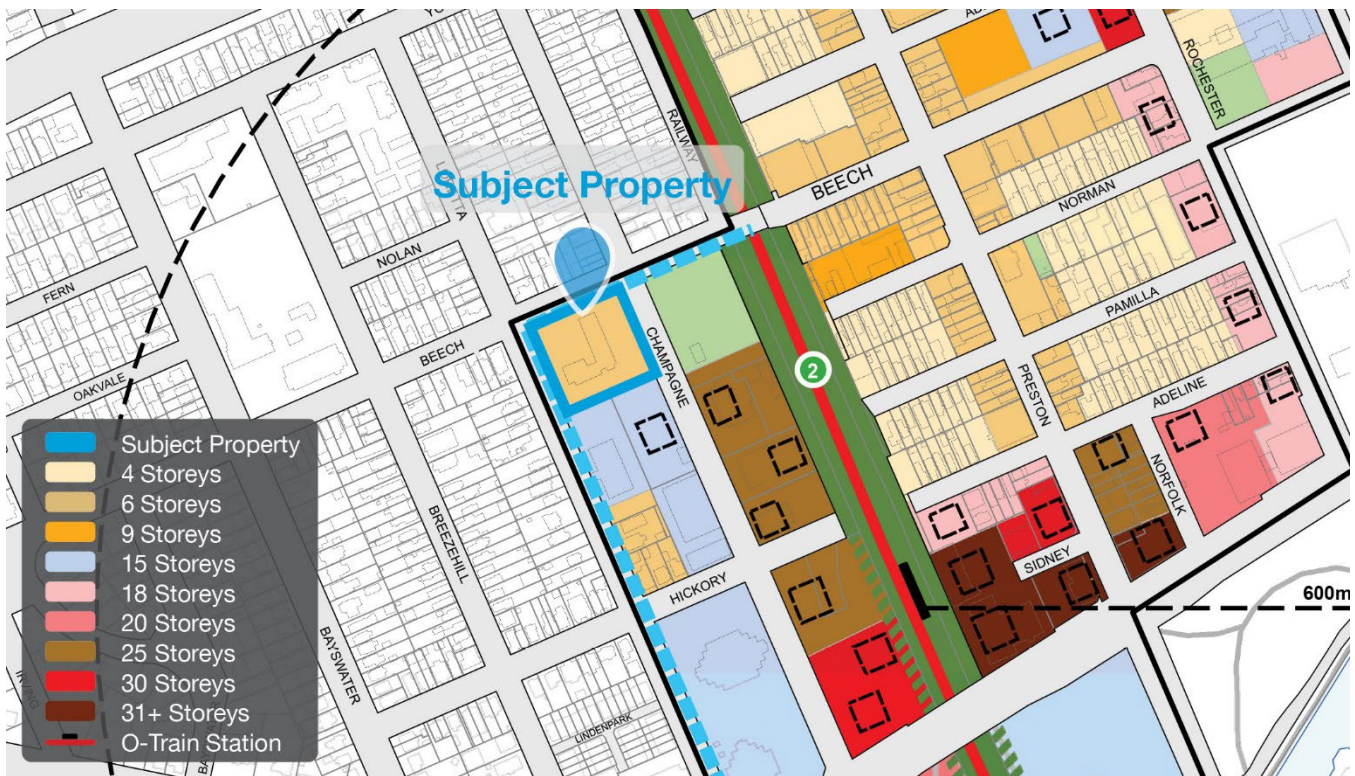 ROCHESTER
RAILWAY
Subject Property
BEECH
NORMAN
NOLAN
FERN
PAMILLA
CHAMPAGNE
BEECH
OAKVALE
2
PRESTON
ADELINE
NORFOLK
BREEZEHILL
SIDNEY
HICKORY
600m
BAYSWATER
LINDENPARK
Subject Property
4 Storeys
6 Storeys
9 Storeys
15 Storeys
18 Storeys
20 Storeys
25 Storeys
30 Storeys
31+ Storeys
O-Train Station